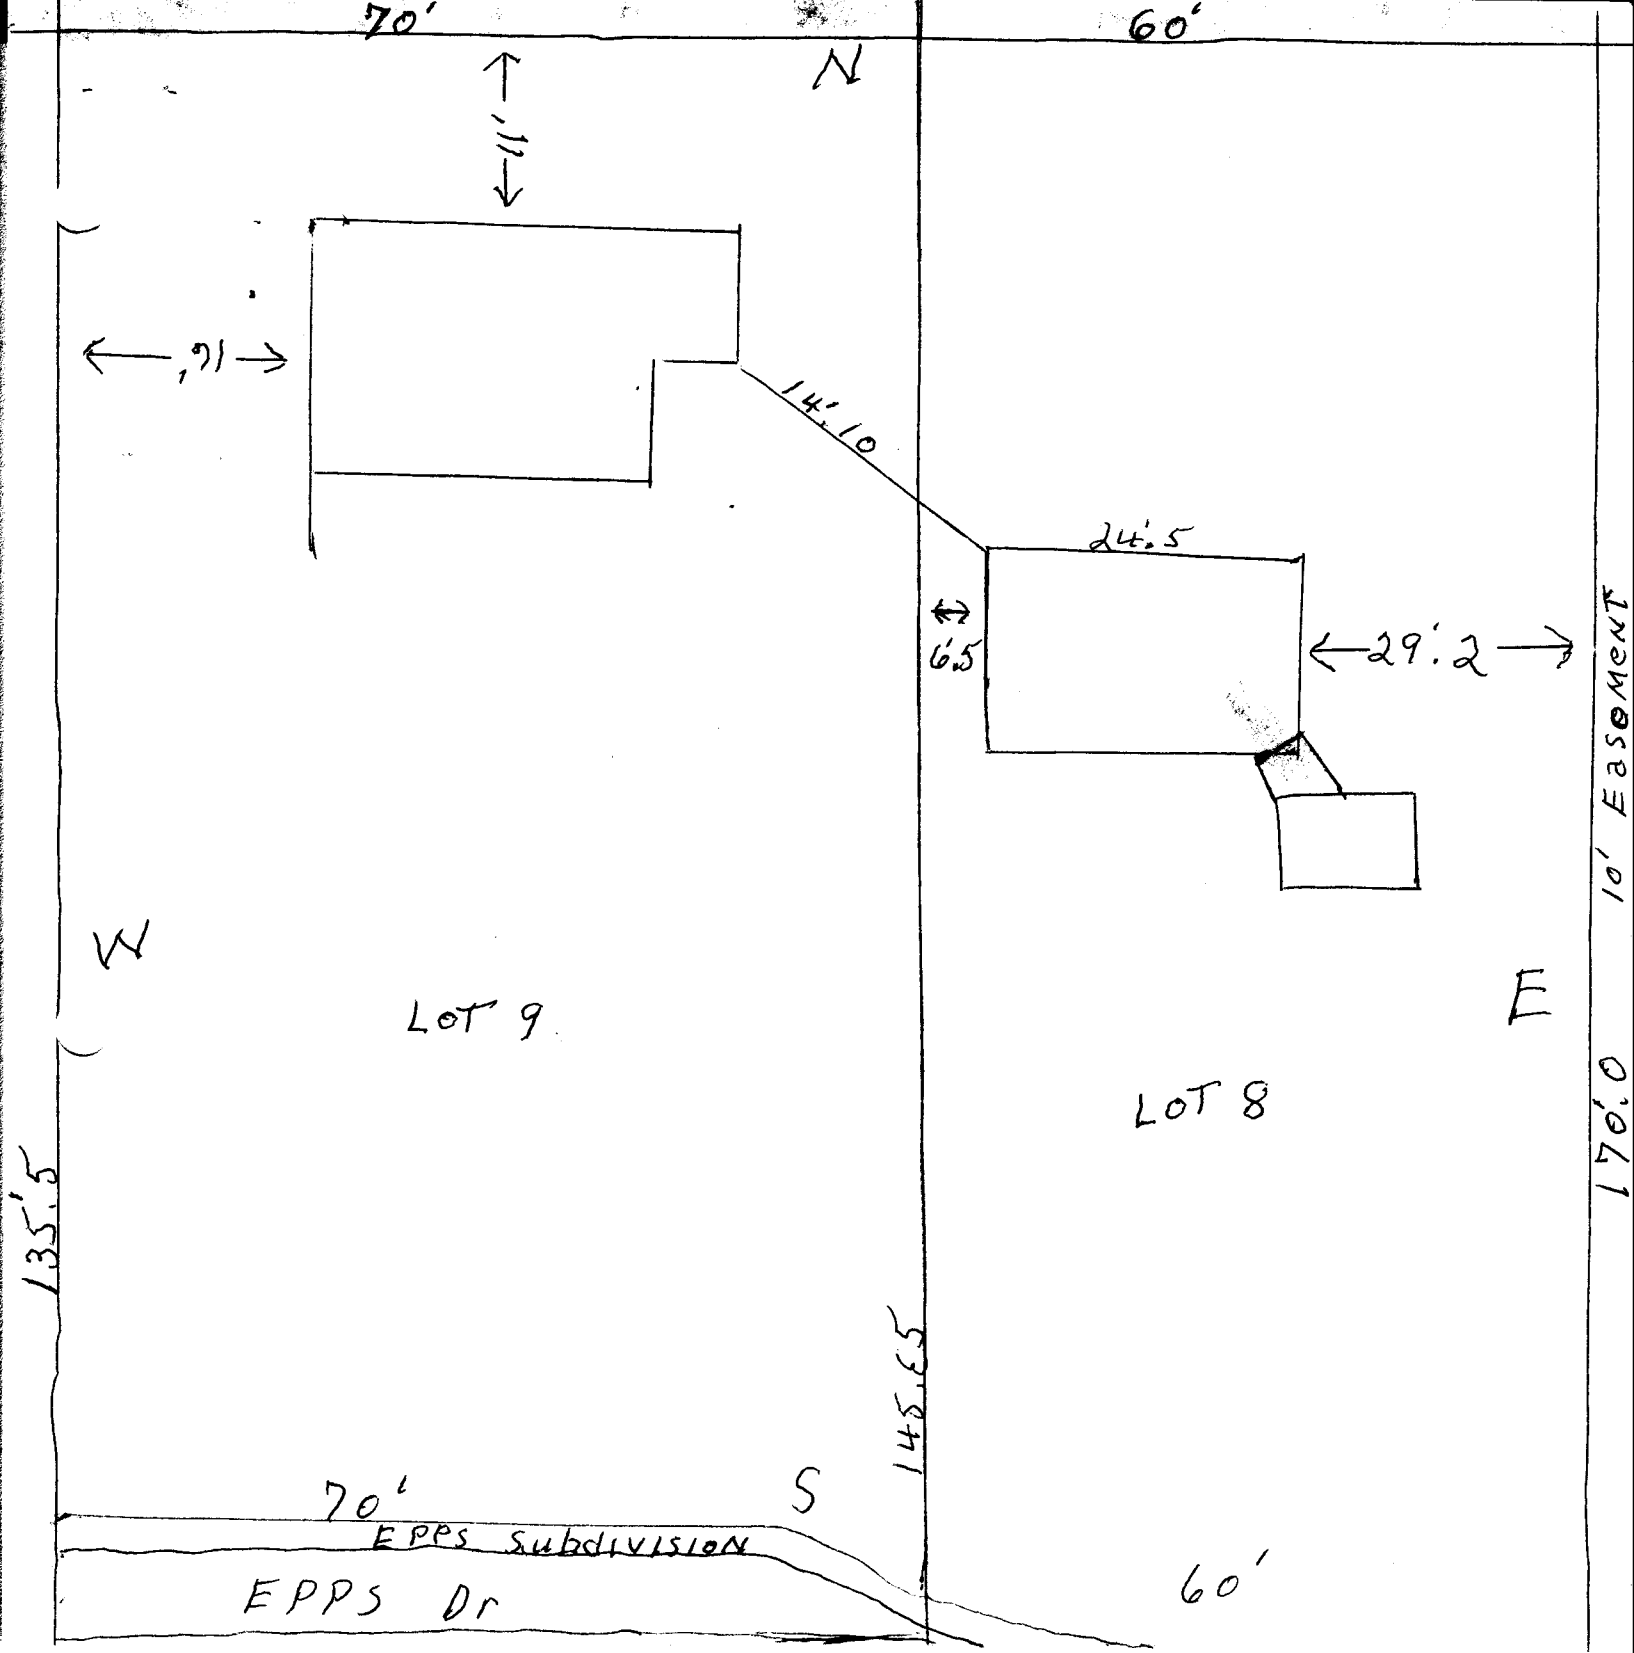 70'
60'
N
11'
16'
14'.10
24'.5
6'.5
29'.2
10' EaseMENT
W
E
LOT 9
LOT 8
170'.0
135'.5
145.65
70'
S
EPPS Subdivision
60'
EPPS Dr